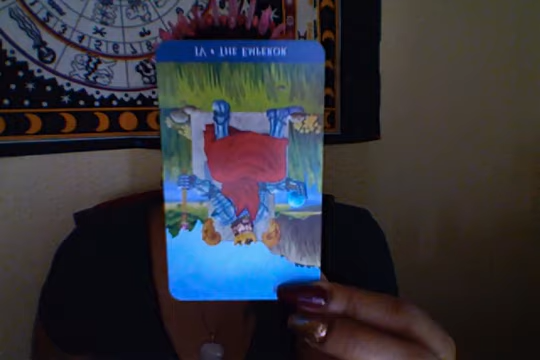 IV • THE EMPEROR